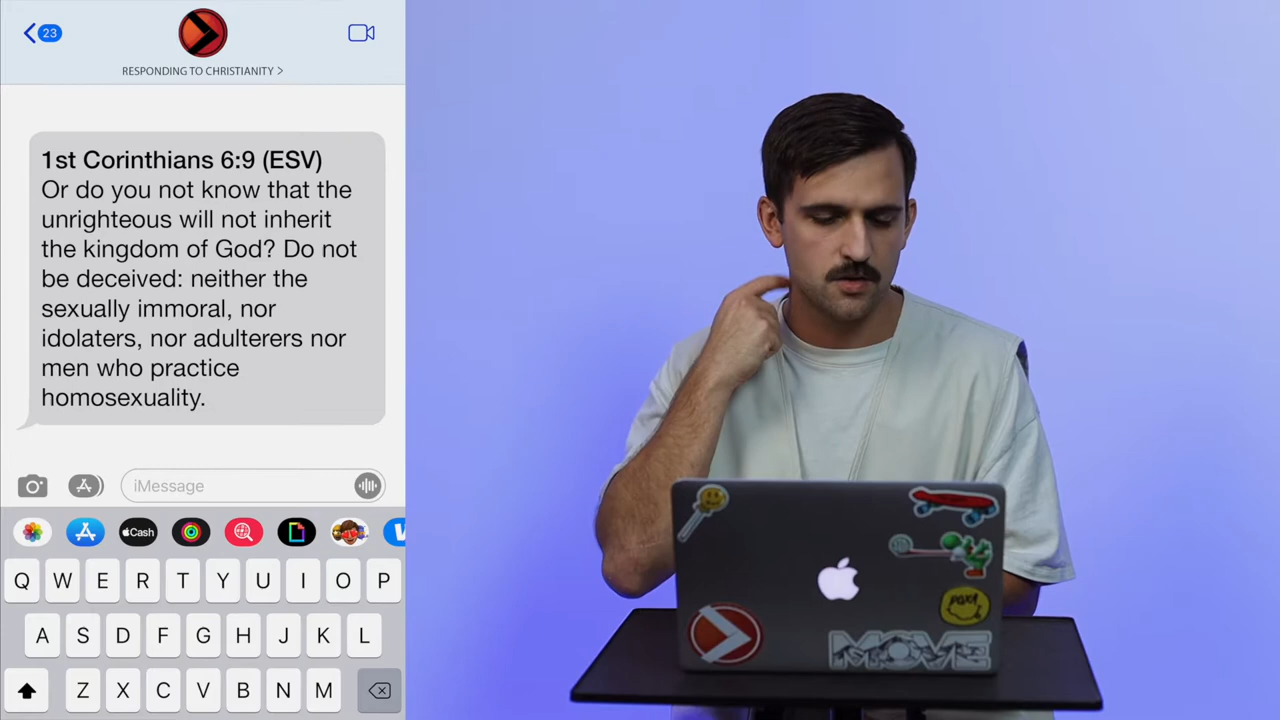 23
RESPONDING TO CHRISTIANITY >
1st Corinthians 6:9 (ESV)
Or do you not know that the
unrighteous will not inherit
the kingdom of God? Do not
be deceived: neither the
sexually immoral, nor
idolaters, nor adulterers nor
men who practice
homosexuality.
iMessage
Cash
Q W E R T Y U I O P
A S D F G H J K L
Z X C V B N M
MOVE